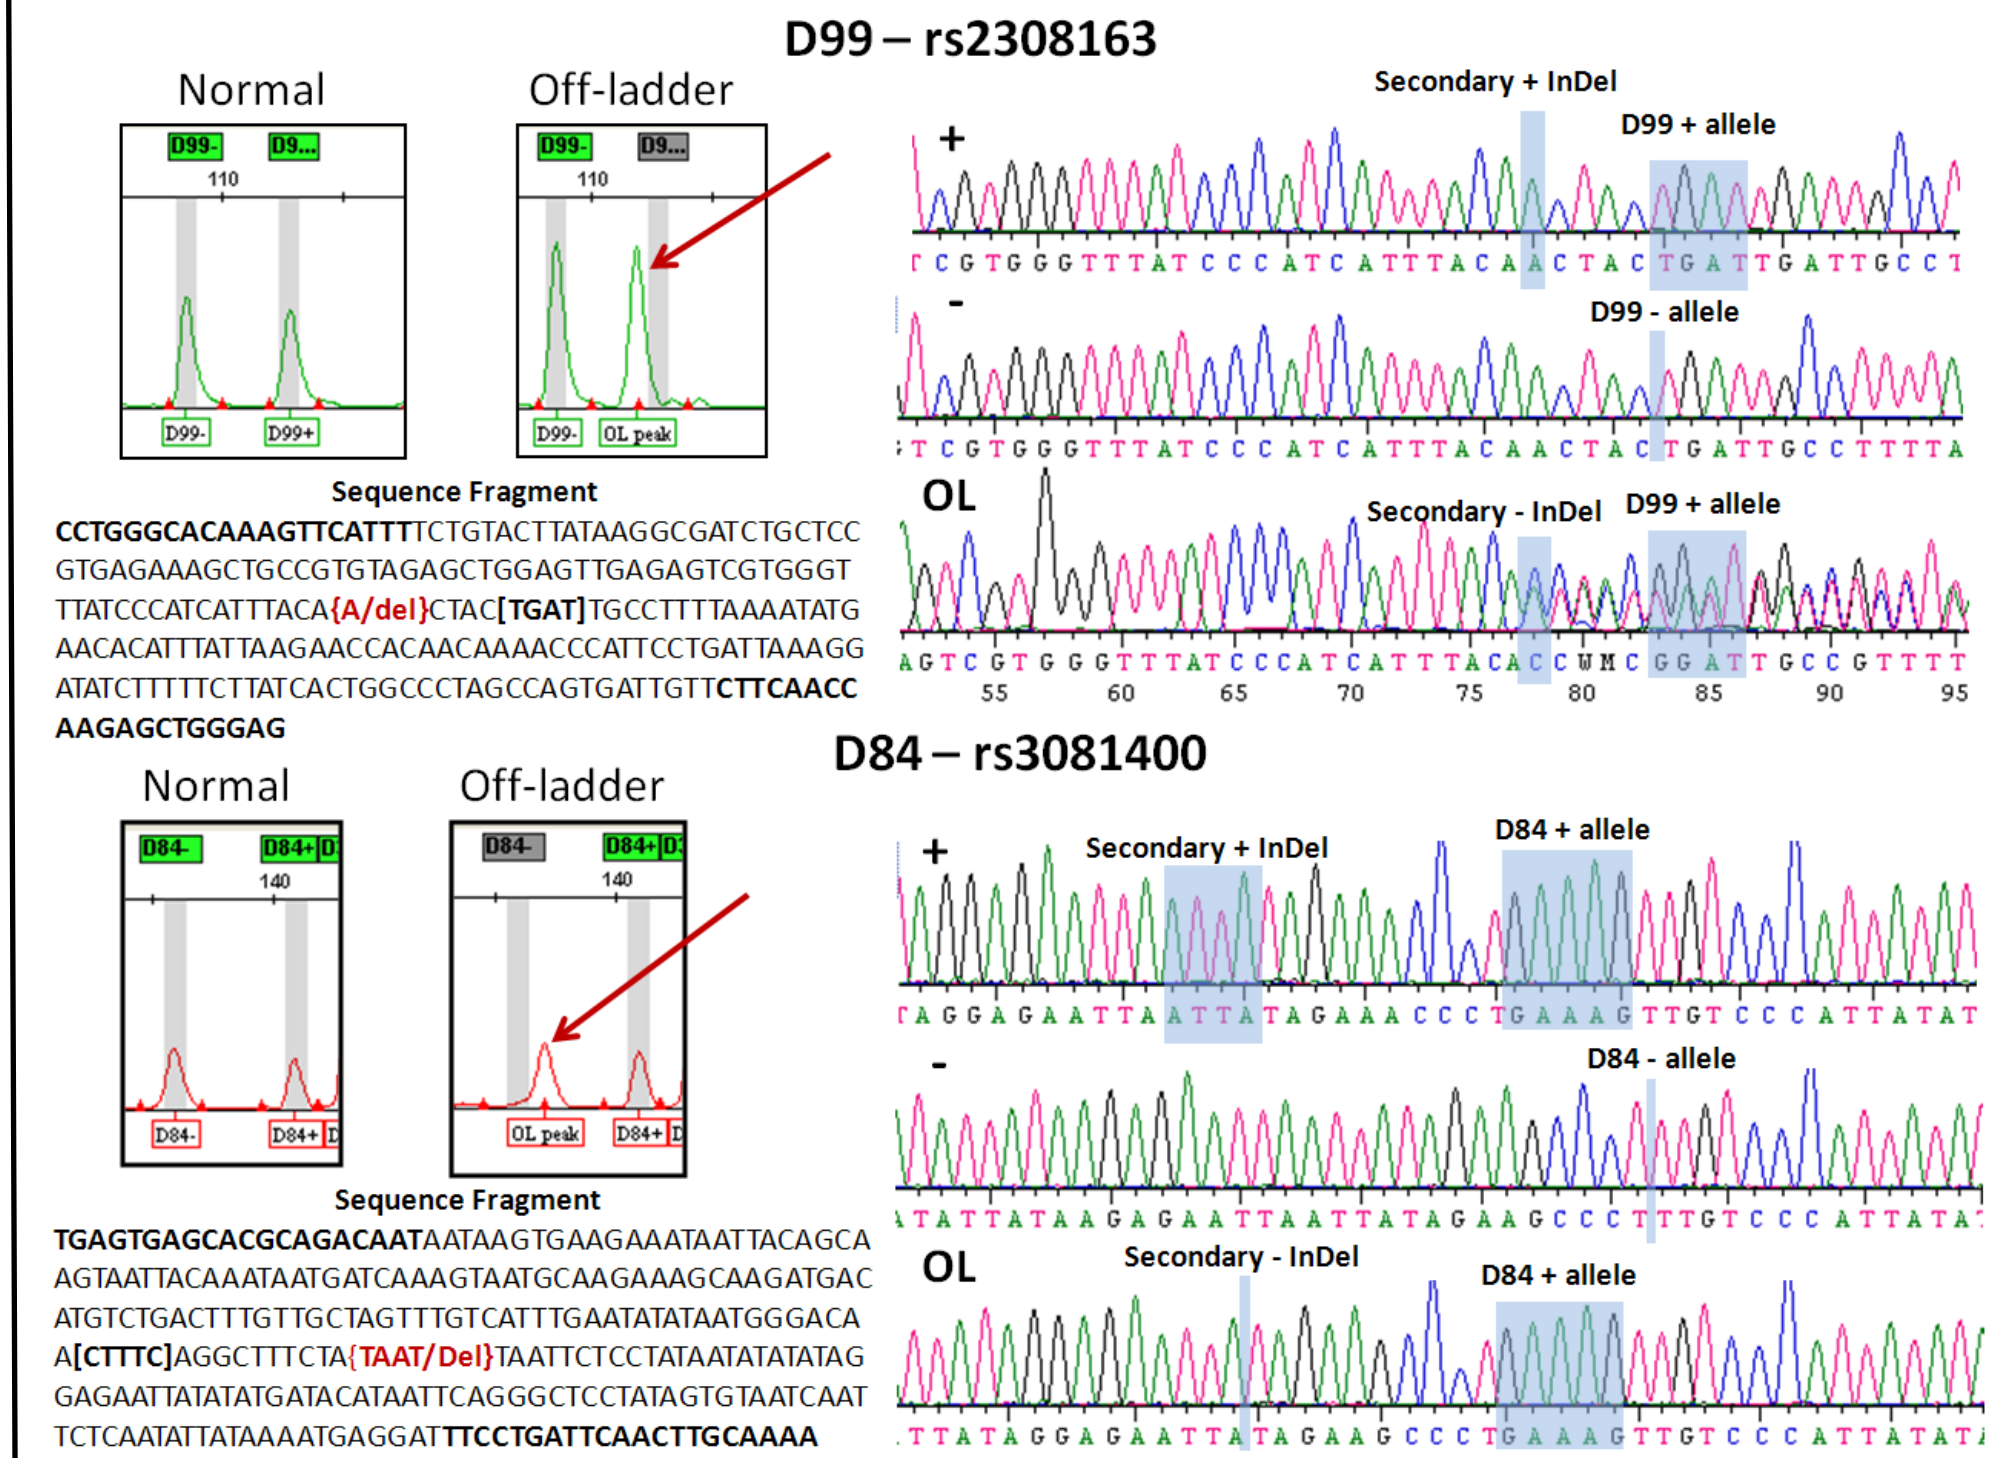 D99 – rs2308163
Normal
Off-ladder
D99-
D9...
110
D99-
D99+
D99-
D9...
110
D99-
OL peak
Secondary + InDel
D99 + allele
+
T C G T G G G T T T A T C C C A T C A T T T A C A A C T A C T G A T T G A T T G C C T
-
D99 - allele
G T C G T G G G T T T A T C C C A T C A T T T A C A A C T A C T G A T T G C C T T T T A
OL
Secondary - InDel
D99 + allele
A G T C G T G G G T T T A T C C C A T C A T T T A C A C C W M C G G A T T G C C G T T T T
55 60 65 70 75 80 85 90 95
Sequence Fragment
CCTGGGCACAAAGTTCATTTTCTGTACTTATAAGGCGATCTGCTCC
GTGAGAAAGCTGCCGTGTAGAGCTGGAGTTGAGAGTCGTGGGT
TTATCCCATCATTTACA{A/del}CTAC[TGAT]TGCCTTTTAAAATATG
AACACATTTATTAAGAACCACAACAAAACCCATTCCTGATTAAAGG
ATATCTTTTTCTTATCACTGGCCCTAGCCAGTGATTGTTCTTCAACC
AAGAGCTGGGAG
D84 – rs3081400
Normal
Off-ladder
D84-
D84+
140
D84-
D84+
D84-
D84+
140
OL peak
D84+
+
Secondary + InDel
D84 + allele
T A G G A G A A T T A A T T A T A G A A A C C C T G A A A G T T G T C C C A T T A T A T
-
D84 - allele
A T A T T A T A A G A G A A T T A A T T A T A G A A G C C C T T T G T C C C A T T A T A T
OL
Secondary - InDel
D84 + allele
T T A T A G G A G A A T T A T A G A A G C C C T G A A A G T T G T C C C A T T A T A T A
Sequence Fragment
TGAGTGAGCACGCAGACAATAATAAGTGAAGAAATAATTACAGCA
AGTAATTACAAATAATGATCAAAGTAATGCAAGAAAGCAAGATGAC
ATGTCTGACTTTGTTGCTAGTTTGTCATTTGAATATATAATGGGACA
A[CTTTC]AGGCTTTCTA{TAAT/Del}TAATTCTCCTATAATATATATAG
GAGAATTATATATGATACATAATTCAGGGCTCCTATAGTGTAATCAAT
TCTCAATATTATAAAATGAGGATTTCCTGATTCAACTTGCAAAA